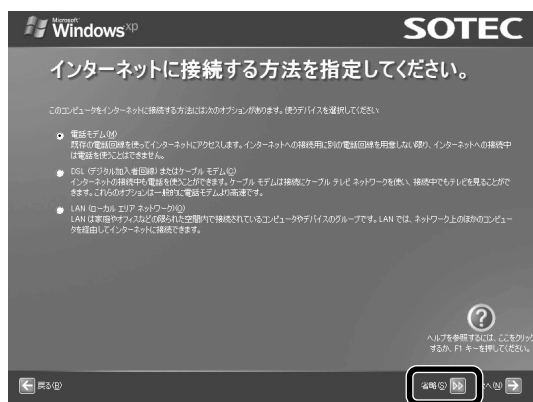 Microsoft
Windows xp
SOTEC
インターネットに接続する方法を指定してください。
このコンピュータをインターネットに接続する方法には次のオプションがあります。使うデバイスを選択してください
電話モデム(M)
既存の電話回線を使ってインターネットにアクセスします。インターネットへの接続用に別の電話回線を用意しない限り、インターネットへの接続中
は電話を使うことはできません。
DSL (デジタル加入者回線) またはケーブル モデム(C)
インターネットの接続中も電話を使うことができます。ケーブル モデムは接続にケーブル テレビ ネットワークを使い、接続中でもテレビを見ることがで
きます。これらのオプションは一般的に電話モデムより高速です。
LAN (ローカル エリア ネットワーク)(O)
LAN は家庭やオフィスなどの限られた空間内で接続されているコンピュータやデバイスのグループです。LAN では、ネットワーク上のほかのコンピュー
タを経由してインターネットに接続できます。
?
ヘルプを参照するには、ここをクリック
するか、F1 キーを押してください。
戻る(B)
省略(S)
へ(N)